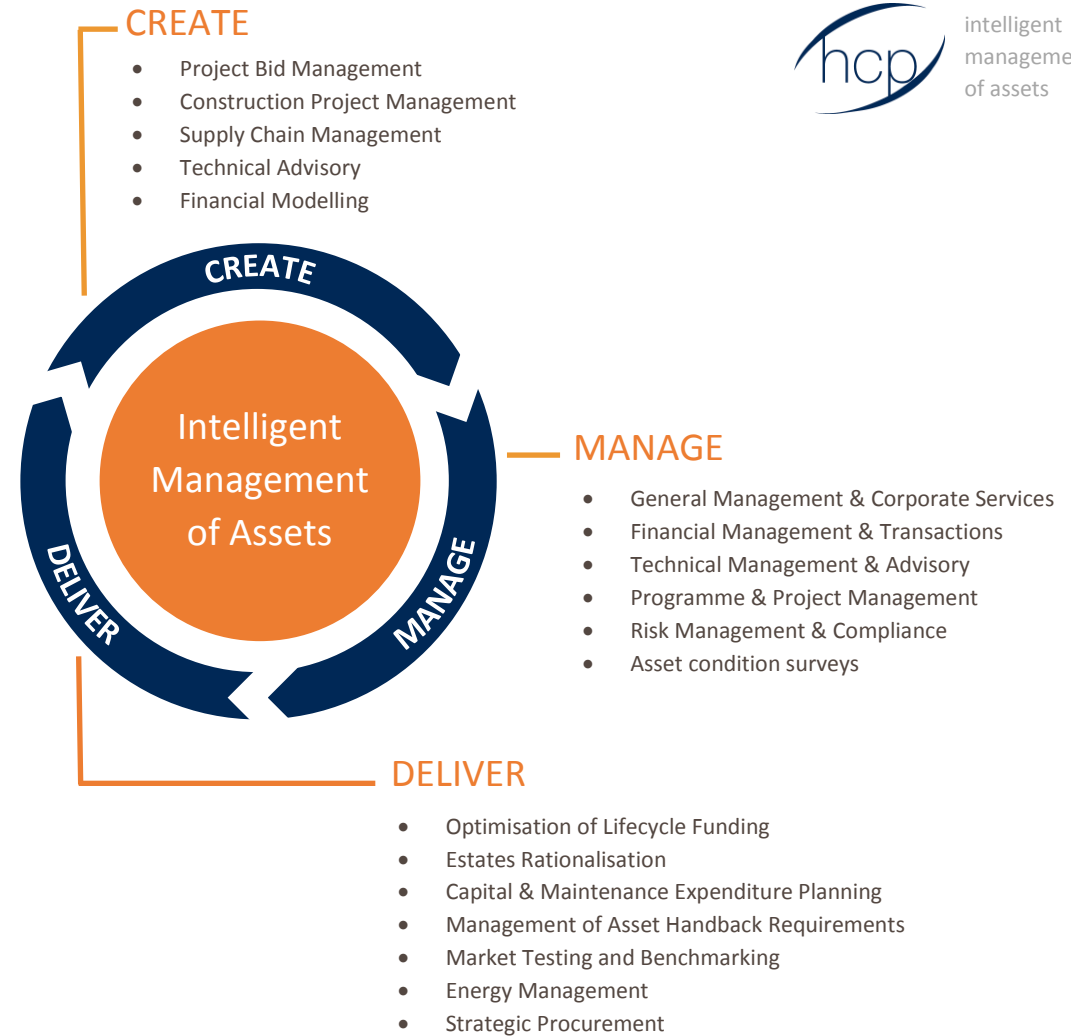 CREATE
• Project Bid Management
• Construction Project Management
• Supply Chain Management
• Technical Advisory
• Financial Modelling
hcp
intelligent
manageme
of assets
CREATE
Intelligent
Management
of Assets
DELIVER
MANAGE
MANAGE
• General Management & Corporate Services
• Financial Management & Transactions
• Technical Management & Advisory
• Programme & Project Management
• Risk Management & Compliance
• Asset condition surveys
DELIVER
• Optimisation of Lifecycle Funding
• Estates Rationalisation
• Capital & Maintenance Expenditure Planning
• Management of Asset Handback Requirements
• Market Testing and Benchmarking
• Energy Management
• Strategic Procurement